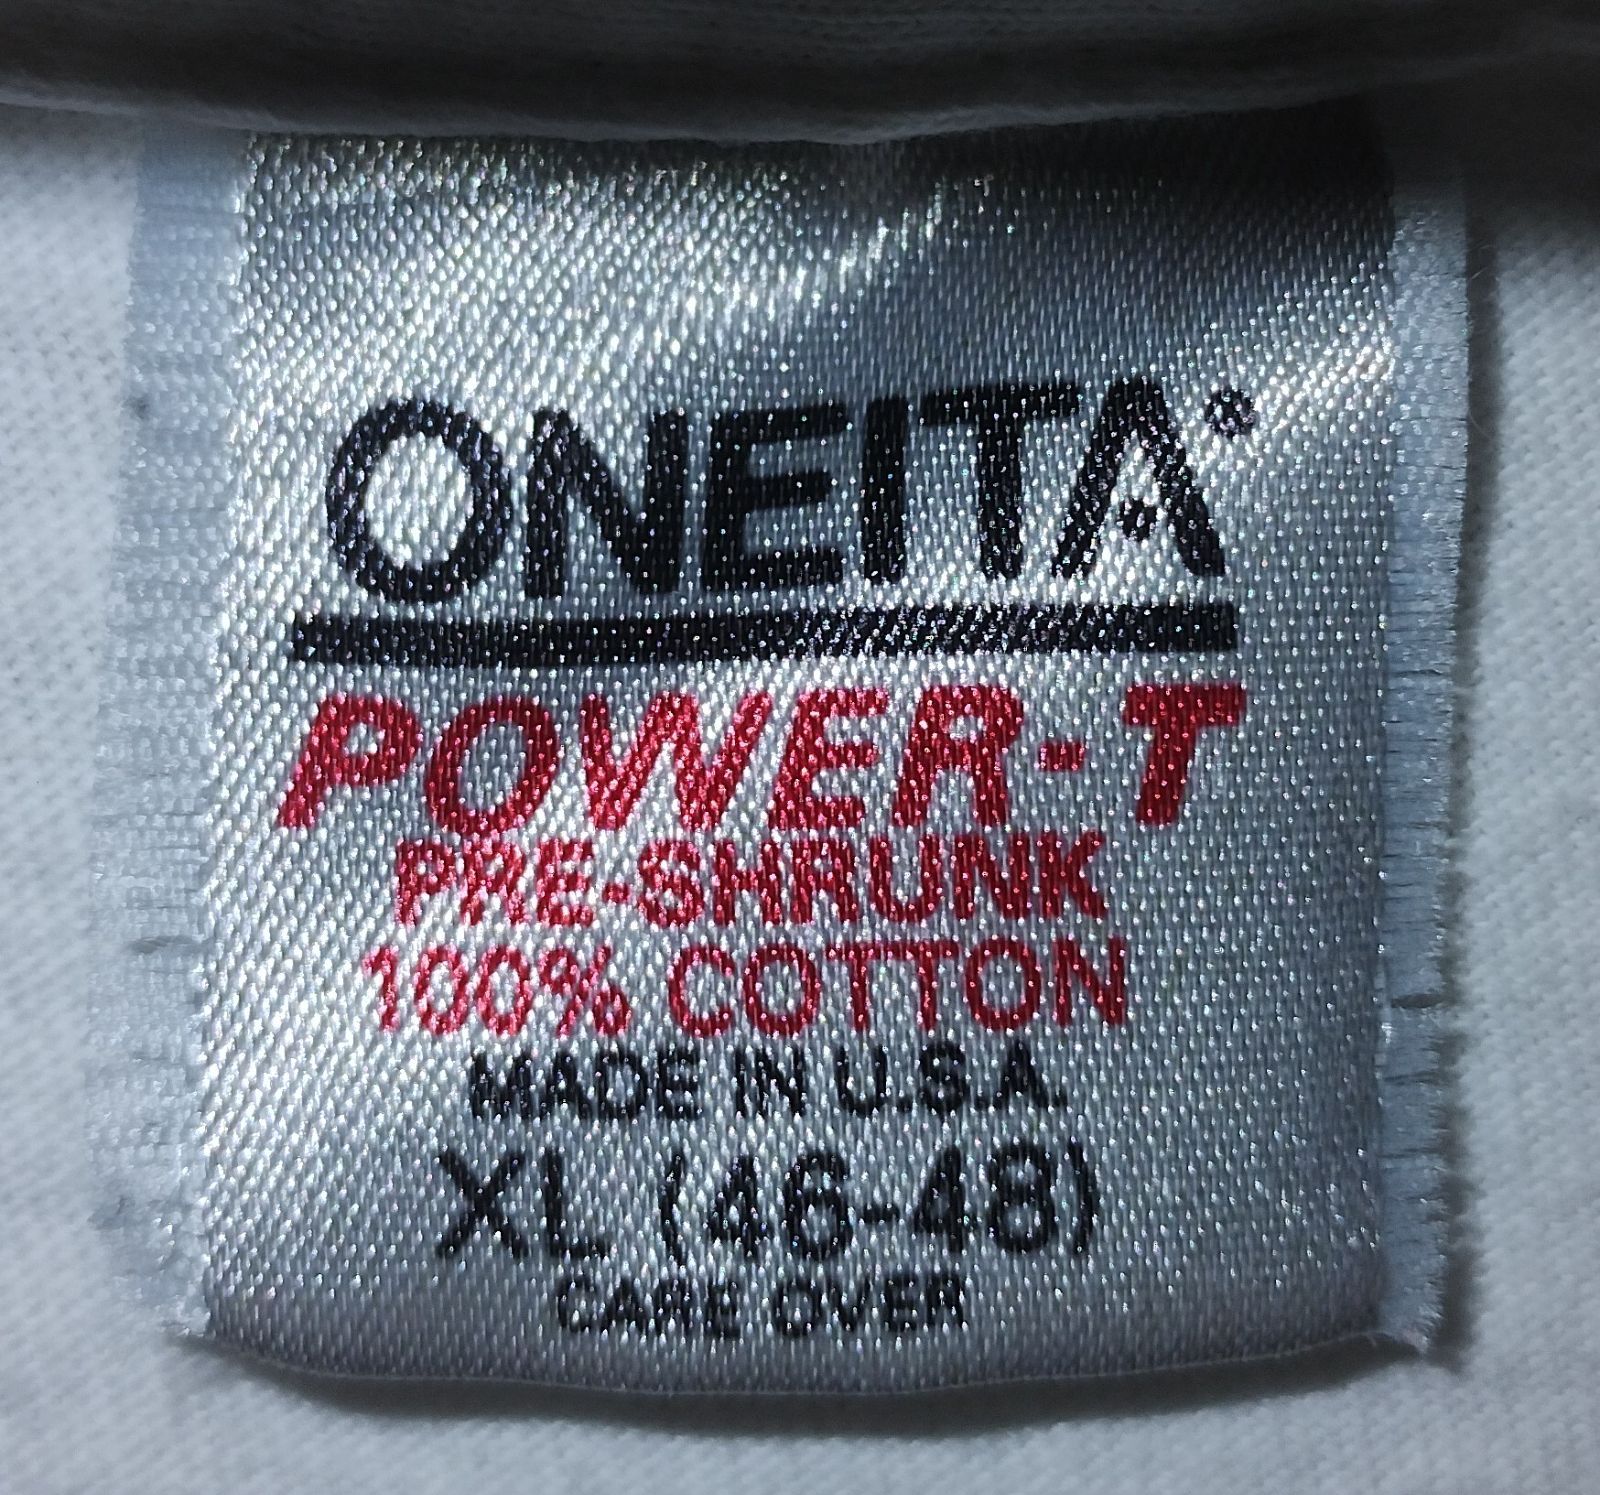 ONEITA
POWER-T
PRE-SHRUNK
100% COTTON
MADE IN U.S.A.
XL (46-48)
CARE OVER